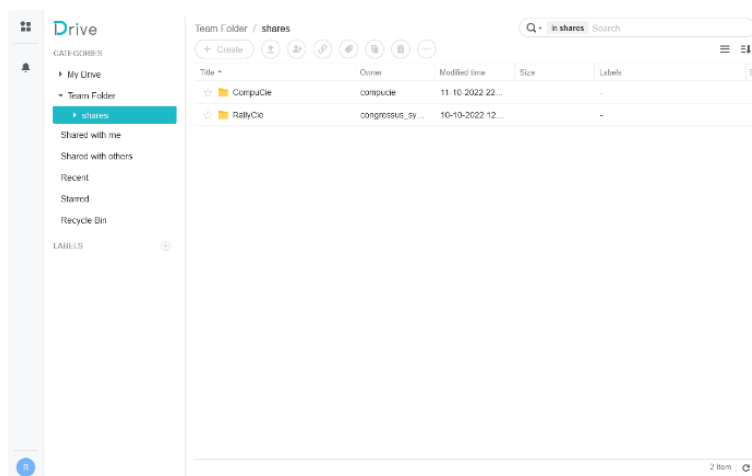 Drive
CATEGORIES
My Drive
Team Folder
shares
Shared with me
Shared with others
Recent
Starred
Recycle Bin
LABELS
R
Team Folder / shares
in shares Search
+ Create
Title Owner Modified time Size Labels
CompuCie compucie 11-10-2022 22... -
RallyCie congressus_sy... 10-10-2022 12... -
2 Item